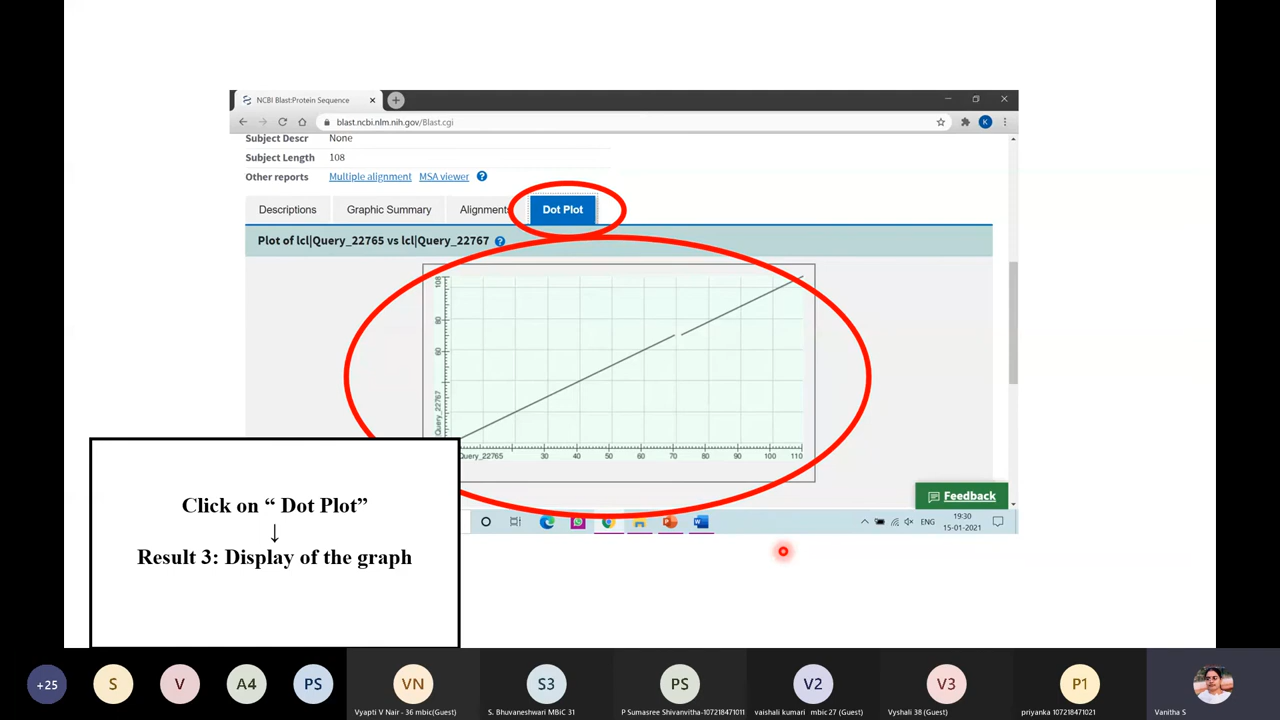 NCBI Blast:Protein Sequence
blast.ncbi.nlm.nih.gov/Blast.cgi
K
Subject Descr None
Subject Length 108
Other reports Multiple alignment MSA viewer ?
Descriptions Graphic Summary Alignments Dot Plot
Plot of lcl|Query_22765 vs lcl|Query_22767 ?
108
80
60
Query_22767
Query_22765 30 40 50 60 70 80 90 100 110
Feedback
Click on “ Dot Plot”
↓
Result 3: Display of the graph
ENG
19:30
15-01-2021
+25 S V A4 PS VN S3 PS V2 V3 P1
Vyapti V Nair - 36 mbic(Guest) S. Bhuvaneshwari MBiC 31 P Sumasree Shivanvitha-107218471011 vaishali kumari mbic 27 (Guest) Vyshali 38 (Guest) priyanka 107218471021 Vanitha S